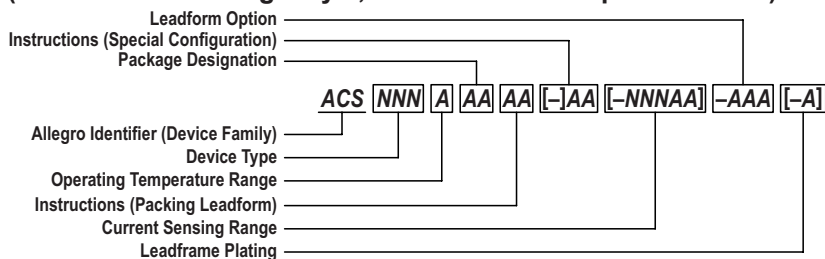 Leadform Option
Instructions (Special Configuration)
Package Designation
ACS NNN A AA AA [–]AA [–NNNAA] –AAA [–A]
Allegro Identifier (Device Family)
Device Type
Operating Temperature Range
Instructions (Packing Leadform)
Current Sensing Range
Leadframe Plating